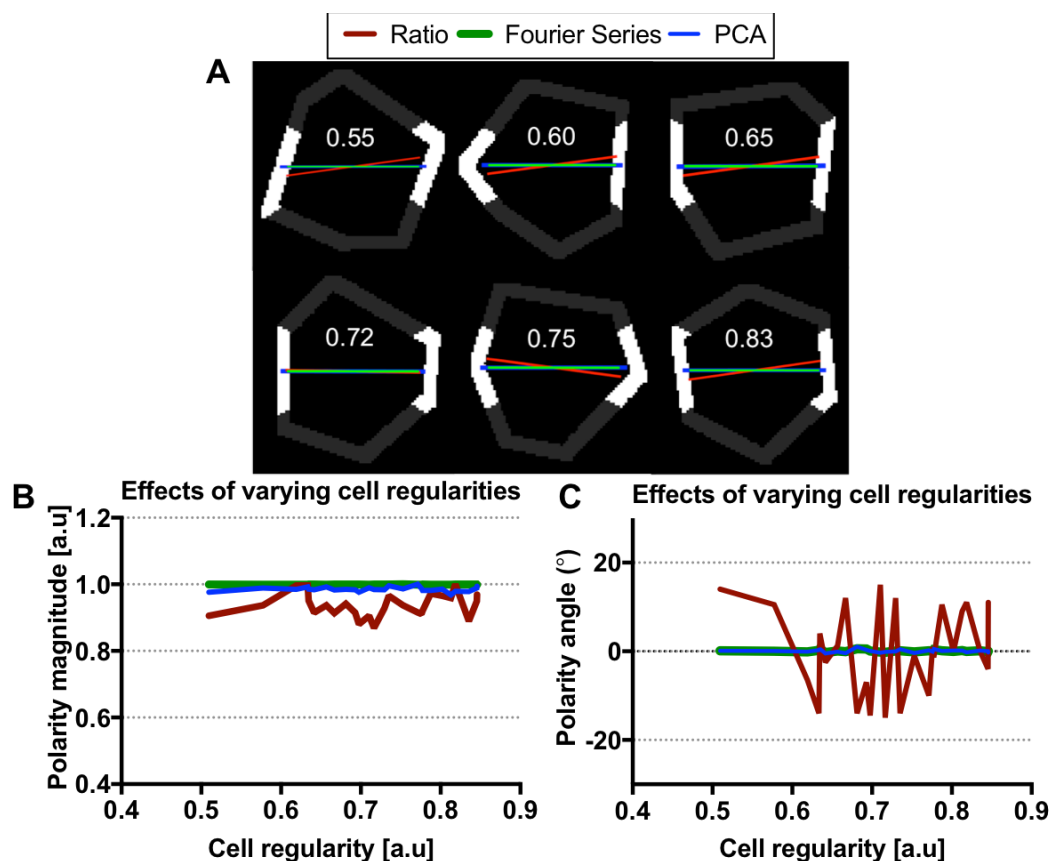 Ratio Fourier Series PCA
A
0.55 0.60 0.65
0.72 0.75 0.83
B Effects of varying cell regularities
Polarity magnitude [a.u]
1.2
1.0
0.8
0.6
0.4
0.4 0.5 0.6 0.7 0.8 0.9
Cell regularity [a.u]
C Effects of varying cell regularities
Polarity angle (°)
20
0
-20
0.4 0.5 0.6 0.7 0.8 0.9
Cell regularity [a.u]